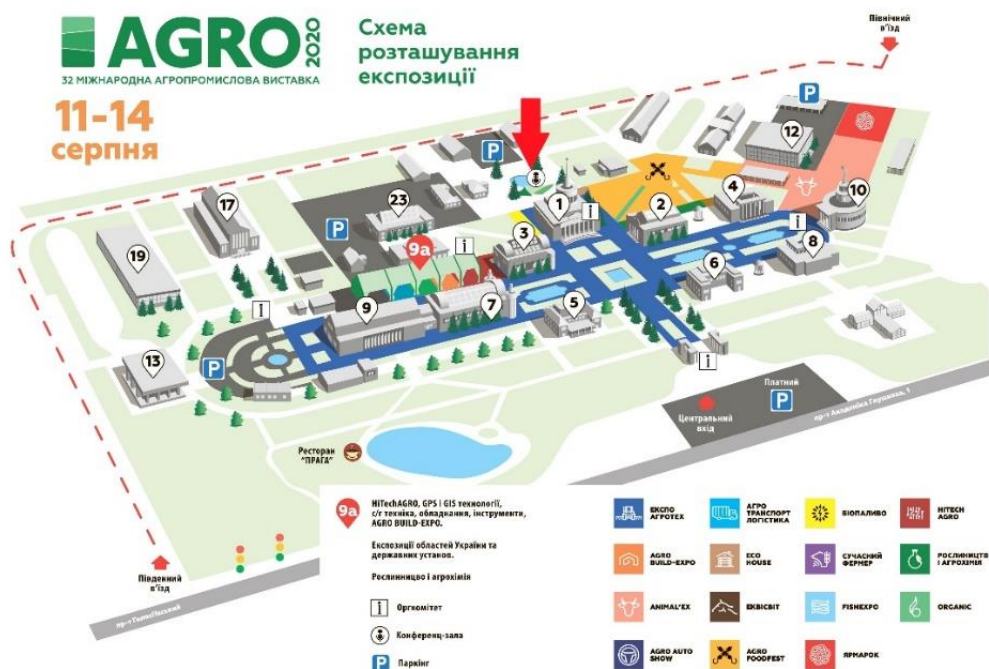 AGRO 2020
32 МІЖНАРОДНА АГРОПРОМИСЛОВА ВИСТАВКА
11-14
серпня
Схема
розташування
експозиції
Північний
в'їзд
P
12
P
10
4
1
i
2
i
17
23
8
P
3
19
9a
i
6
i
9
7
5
13
P
i
Платний
P
Центральний
вхід
пр-т Академіка Глушкова, 1
Ресторан
"ПРАГА"
Південний
в'їзд
9a
HiTechAGRO, GPS і GIS технології,
с/г техніка, обладнання, інструменти,
AGRO BUILD-EXPO.
Експозиції областей України та
державних установ.
Рослинництво і агрохімія
i Оргкомітет
Конференц-зала
P Паркінг
ЕКСПО
АГРОТЕХ
АГРО
ТРАНСПОРТ
ЛОГІСТИКА
БІОПАЛИВО
HITECH
AGRO
AGRO
BUILD-EXPO
ECO
HOUSE
СУЧАСНИЙ
ФЕРМЕР
РОСЛИНИЦТВО
І АГРОХІМІЯ
ANIMAL'EX
ЕКВІСВІТ
FISHEXPO
ORGANIC
AGRO AUTO
SHOW
AGRO
FOODFEST
ЯРМАРОК